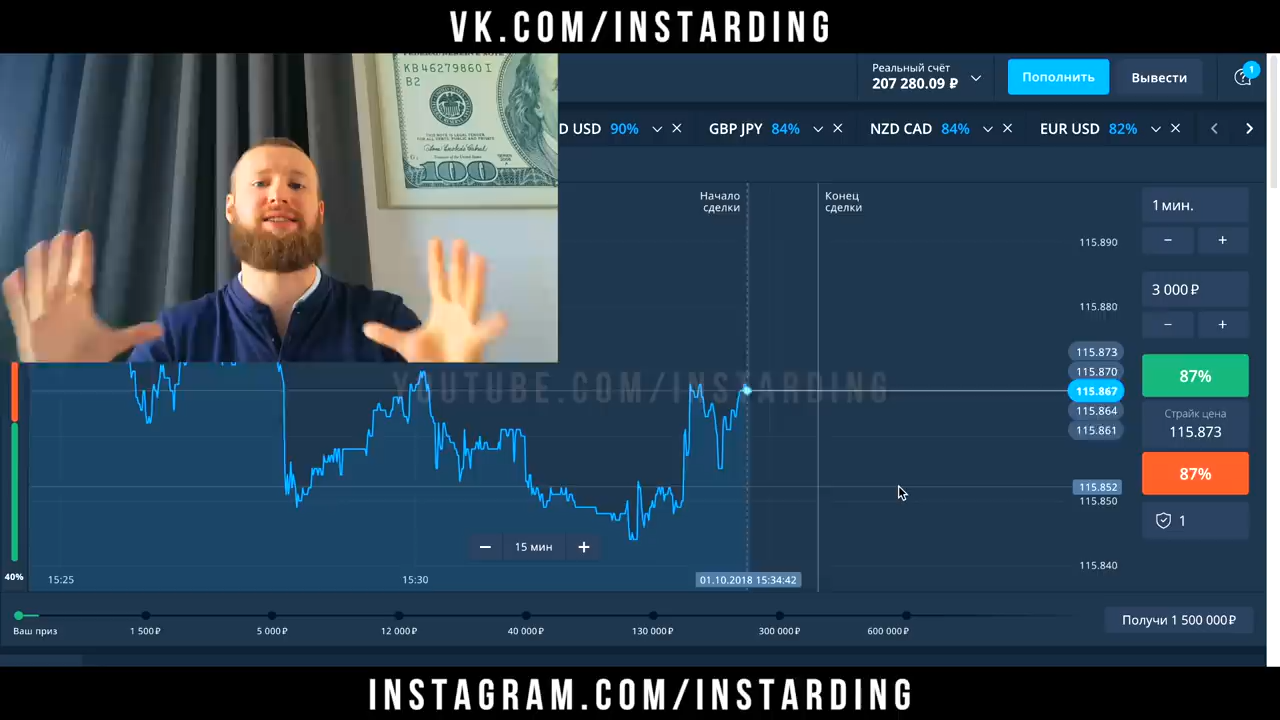 VK.COM/INSTARDING
KB 46279860 I
B2
100
Реальный счёт
207 280.09 ₽
Пополнить
Вывести
1
D USD 90%
GBP JPY 84%
NZD CAD 84%
EUR USD 82%
Начало
сделки
Конец
сделки
1 мин.
3 000 ₽
87%
Страйк цена
115.873
87%
1
115.890
115.880
115.873
115.870
115.867
115.864
115.861
115.852
115.850
115.840
YOUTUBE.COM/INSTARDING
15 мин
40%
15:25
15:30
01.10.2018 15:34:42
Ваш приз
1 500 ₽
5 000 ₽
12 000 ₽
40 000 ₽
130 000 ₽
300 000 ₽
600 000 ₽
Получи 1 500 000 ₽
INSTAGRAM.COM/INSTARDING